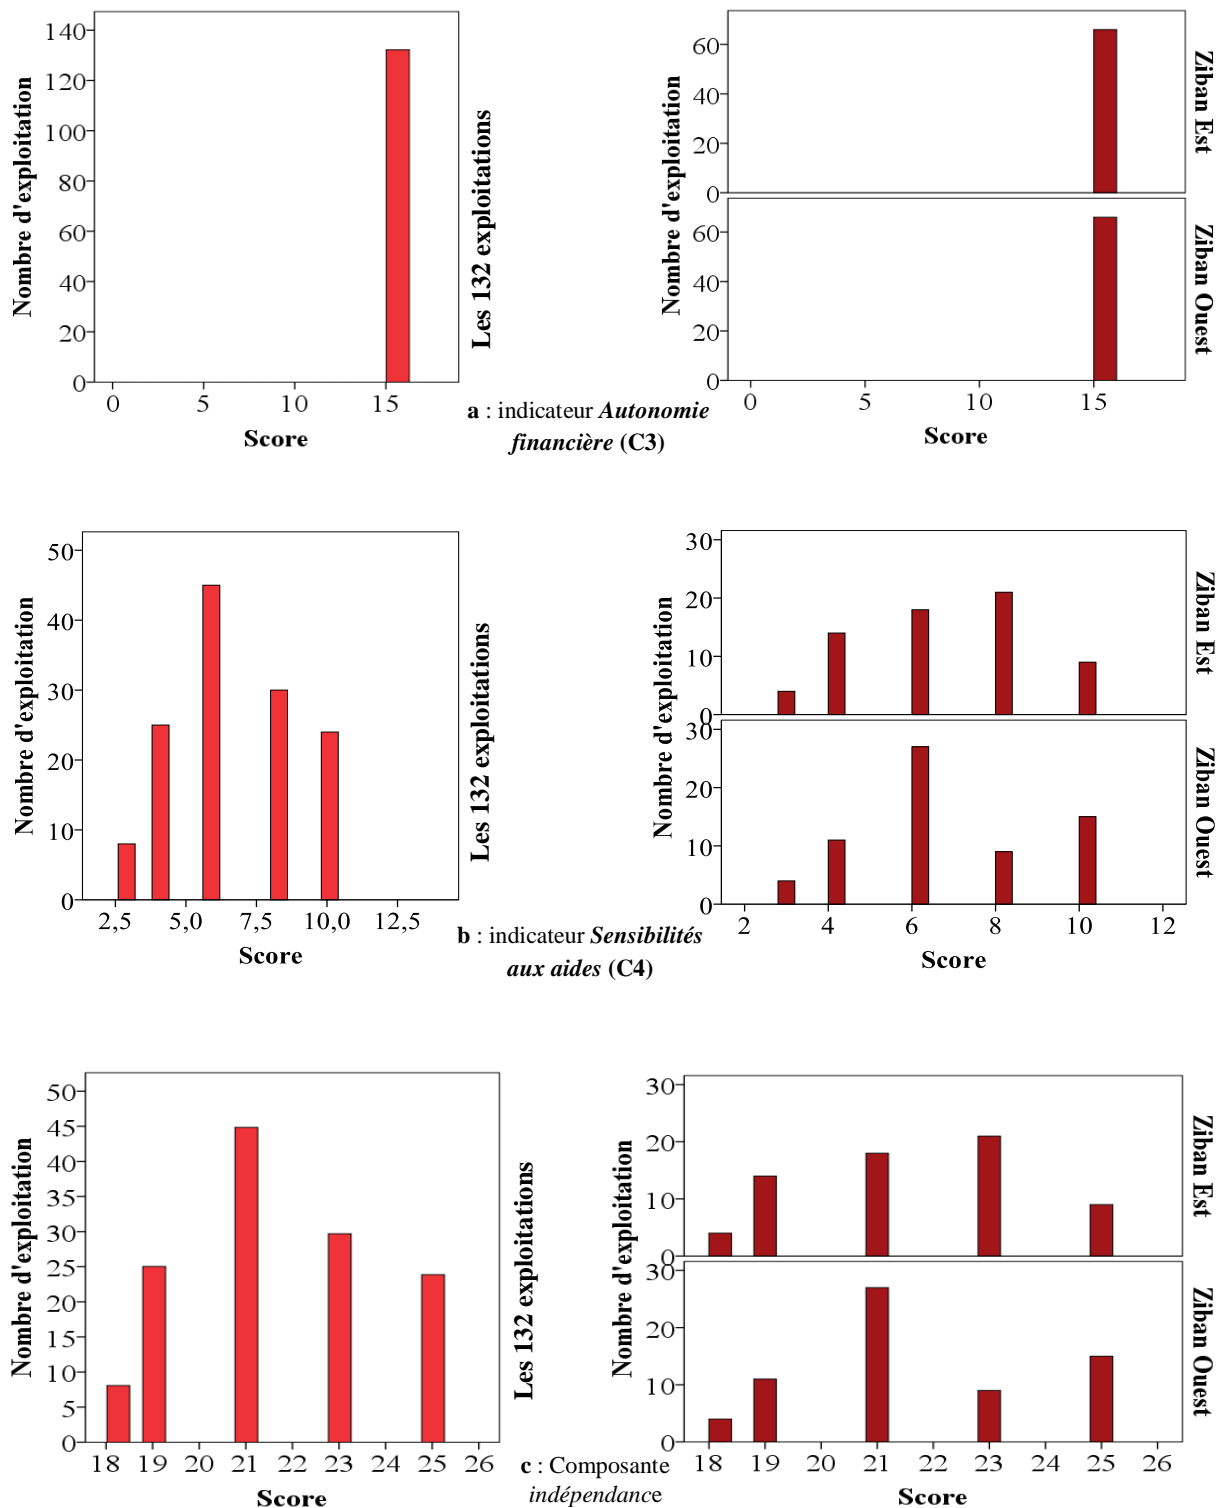 140
120
100
80
60
40
20
0
0 5 10 15
Score
Nombre d'exploitation
Les 132 exploitations
60
40
20
0
60
40
20
0
0 5 10 15
Score
Nombre d'exploitation
Ziban Est
Ziban Ouest
a : indicateur Autonomie
financière (C3)
50
40
30
20
10
0
2,5 5,0 7,5 10,0 12,5
Score
Nombre d'exploitation
Les 132 exploitations
30
20
10
0
30
20
10
0
2 4 6 8 10 12
Score
Nombre d'exploitation
Ziban Est
Ziban Ouest
b : indicateur Sensibilités
aux aides (C4)
50
45
40
35
30
25
20
15
10
5
0
18 19 20 21 22 23 24 25 26
Score
Nombre d'exploitation
Les 132 exploitations
30
20
10
0
30
20
10
0
18 19 20 21 22 23 24 25 26
Score
Nombre d'exploitation
Ziban Est
Ziban Ouest
c : Composante
indépendance